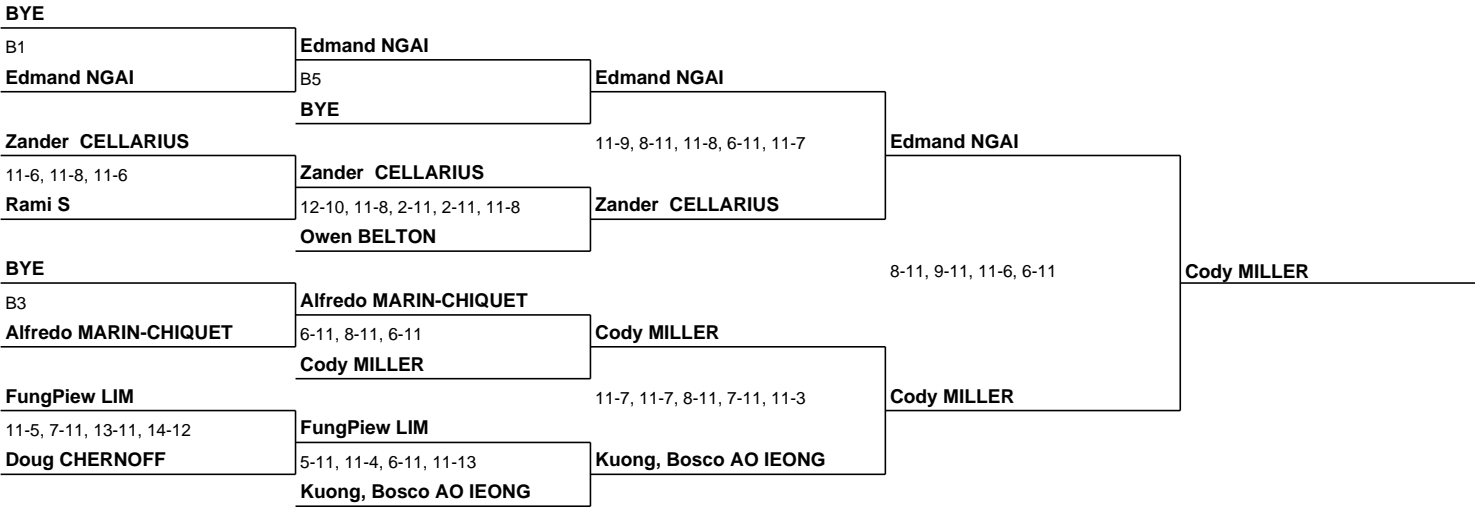 BYE
B1
Edmand NGAI
Edmand NGAI
B5
Edmand NGAI
BYE
Zander CELLARIUS
11-9, 8-11, 11-8, 6-11, 11-7
Edmand NGAI
11-6, 11-8, 11-6
Zander CELLARIUS
Rami S
12-10, 11-8, 2-11, 2-11, 11-8
Zander CELLARIUS
Owen BELTON
BYE
8-11, 9-11, 11-6, 6-11
Cody MILLER
B3
Alfredo MARIN-CHIQUET
Alfredo MARIN-CHIQUET
6-11, 8-11, 6-11
Cody MILLER
Cody MILLER
FungPiew LIM
11-7, 11-7, 8-11, 7-11, 11-3
Cody MILLER
11-5, 7-11, 13-11, 14-12
FungPiew LIM
Doug CHERNOFF
5-11, 11-4, 6-11, 11-13
Kuong, Bosco AO IEONG
Kuong, Bosco AO IEONG